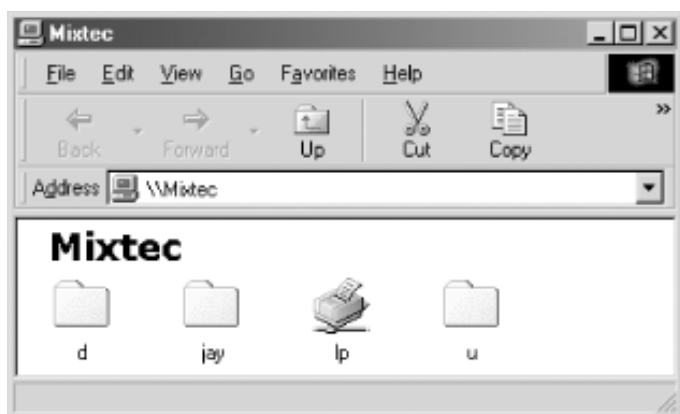 Mixtec
File Edit View Go Favorites Help
Back Forward Up Cut Copy »
Address \\Mixtec
Mixtec
d jay lp u